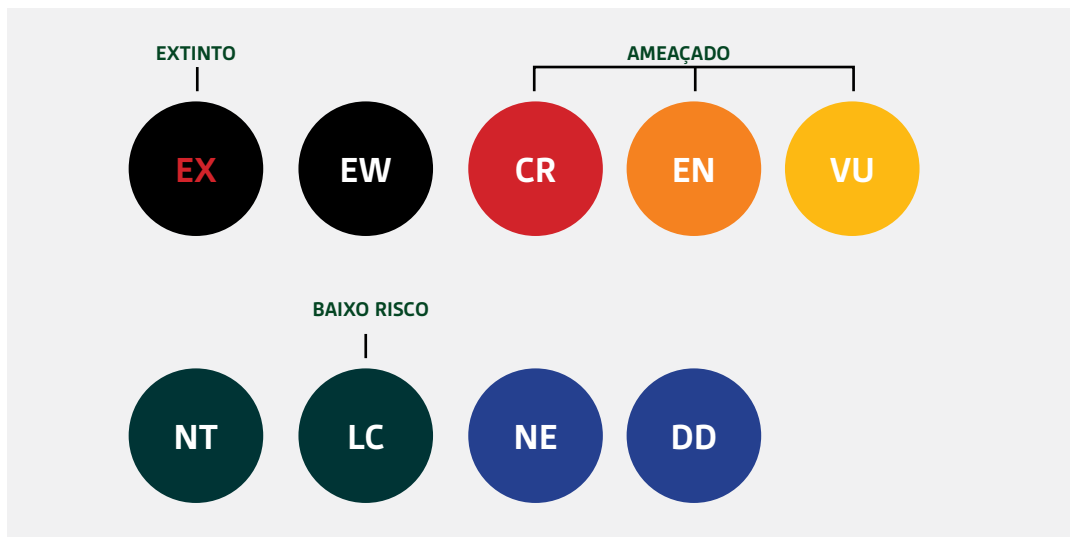 EXTINTO
AMEAÇADO
EX
EW
CR
EN
VU
BAIXO RISCO
NT
LC
NE
DD